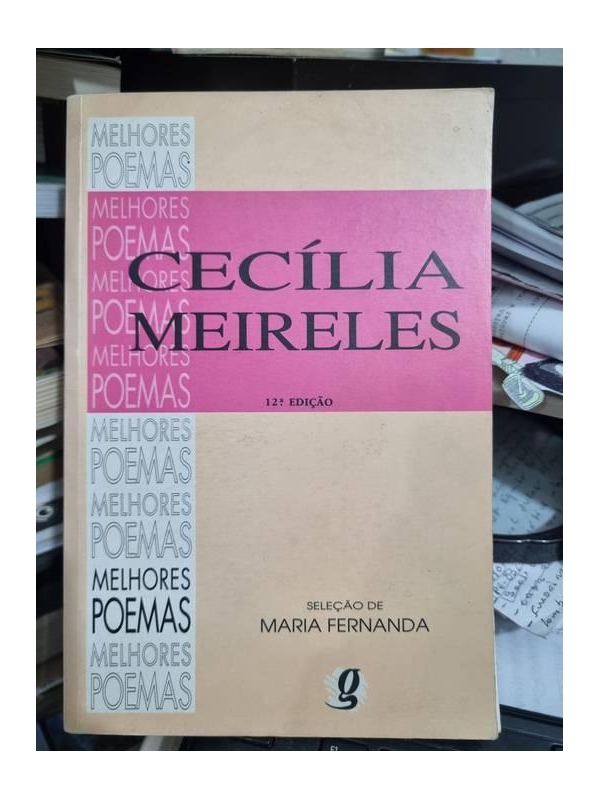 MELHORES
POEMAS
MELHORES
POEMAS
MELHORES
POEMAS
MELHORES
POEMAS
CECÍLIA
MEIRELES
12ª EDIÇÃO
MELHORES
POEMAS
MELHORES
POEMAS
MELHORES
POEMAS
MELHORES
POEMAS
SELEÇÃO DE
MARIA FERNANDA
g